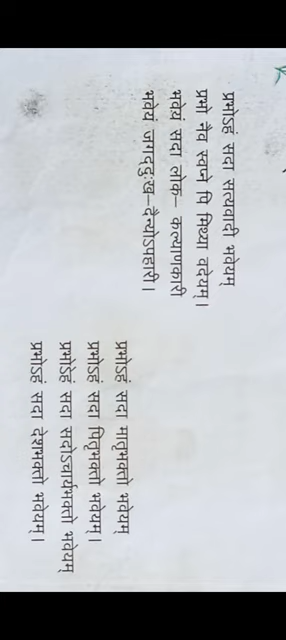 प्रभोऽहं सदा सत्यवादी भवेयम्
प्रभो नैव स्वप्ने पि मिथ्या वदेयम्।
भवेयं सदा लोक– कल्याणकारी
भवेयं जगद्दुःख–दैन्योऽपहारी।
प्रभोऽहं सदा मातृभक्तो भवेयम्
प्रभोऽहं सदा पितृभक्तो भवेयम्।
प्रभोऽहं सदा सदोऽचार्यभक्तो भवेयम्
प्रभोऽहं सदा देशभक्तो भवेयम्।